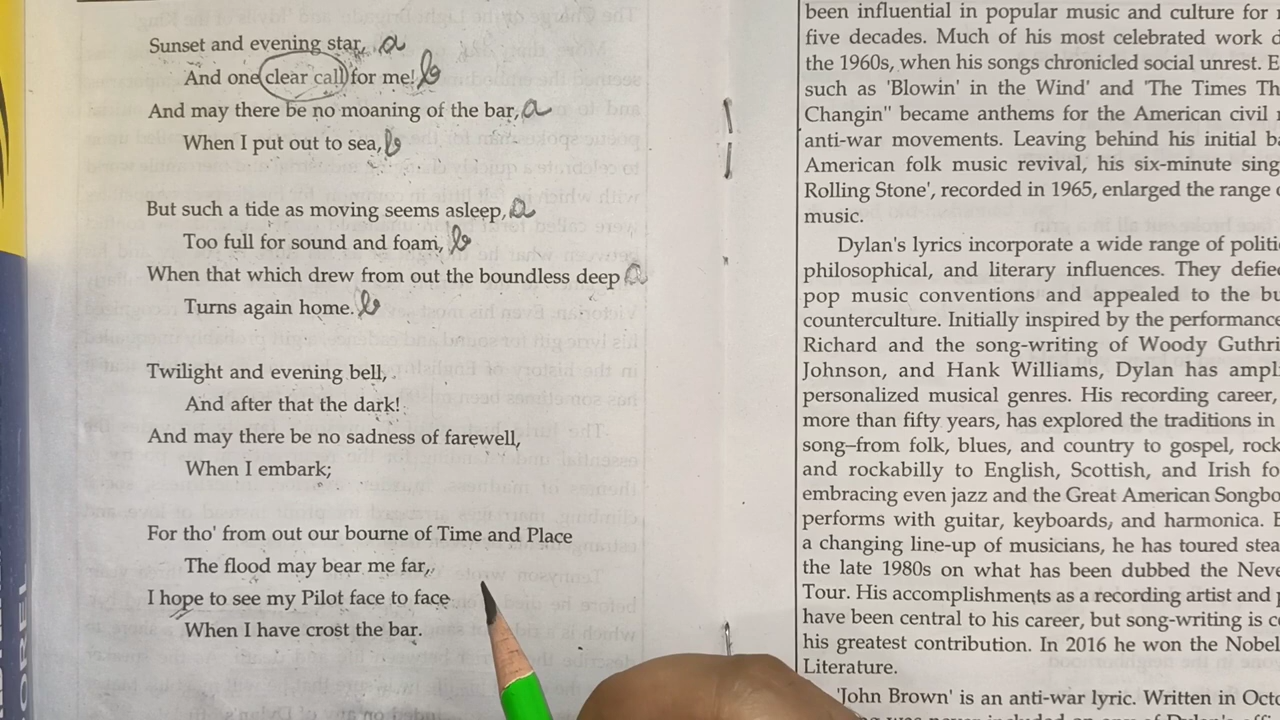 Sunset and evening star, a
And one clear call for me! b
And may there be no moaning of the bar, a
When I put out to sea, b
But such a tide as moving seems asleep, a
Too full for sound and foam, b
When that which drew from out the boundless deep a
Turns again home. b
Twilight and evening bell,
And after that the dark!
And may there be no sadness of farewell,
When I embark;
For tho' from out our bourne of Time and Place
The flood may bear me far,
I hope to see my Pilot face to face
When I have crost the bar.
been influential in popular music and culture for
five decades. Much of his most celebrated work
the 1960s, when his songs chronicled social unrest.
such as 'Blowin' in the Wind' and 'The Times
Changin" became anthems for the American civil
anti-war movements. Leaving behind his initial
American folk music revival, his six-minute
Rolling Stone', recorded in 1965, enlarged the range
music.
Dylan's lyrics incorporate a wide range of
philosophical, and literary influences. They
pop music conventions and appealed to the
counterculture. Initially inspired by the
Richard and the song-writing of Woody
Johnson, and Hank Williams, Dylan has
personalized musical genres. His recording career,
more than fifty years, has explored the traditions in
song–from folk, blues, and country to gospel,
and rockabilly to English, Scottish, and Irish
embracing even jazz and the Great American
performs with guitar, keyboards, and harmonica.
a changing line-up of musicians, he has toured
the late 1980s on what has been dubbed the
Tour. His accomplishments as a recording artist and
have been central to his career, but song-writing is
his greatest contribution. In 2016 he won the Nobel
Literature.
'John Brown' is an anti-war lyric. Written in